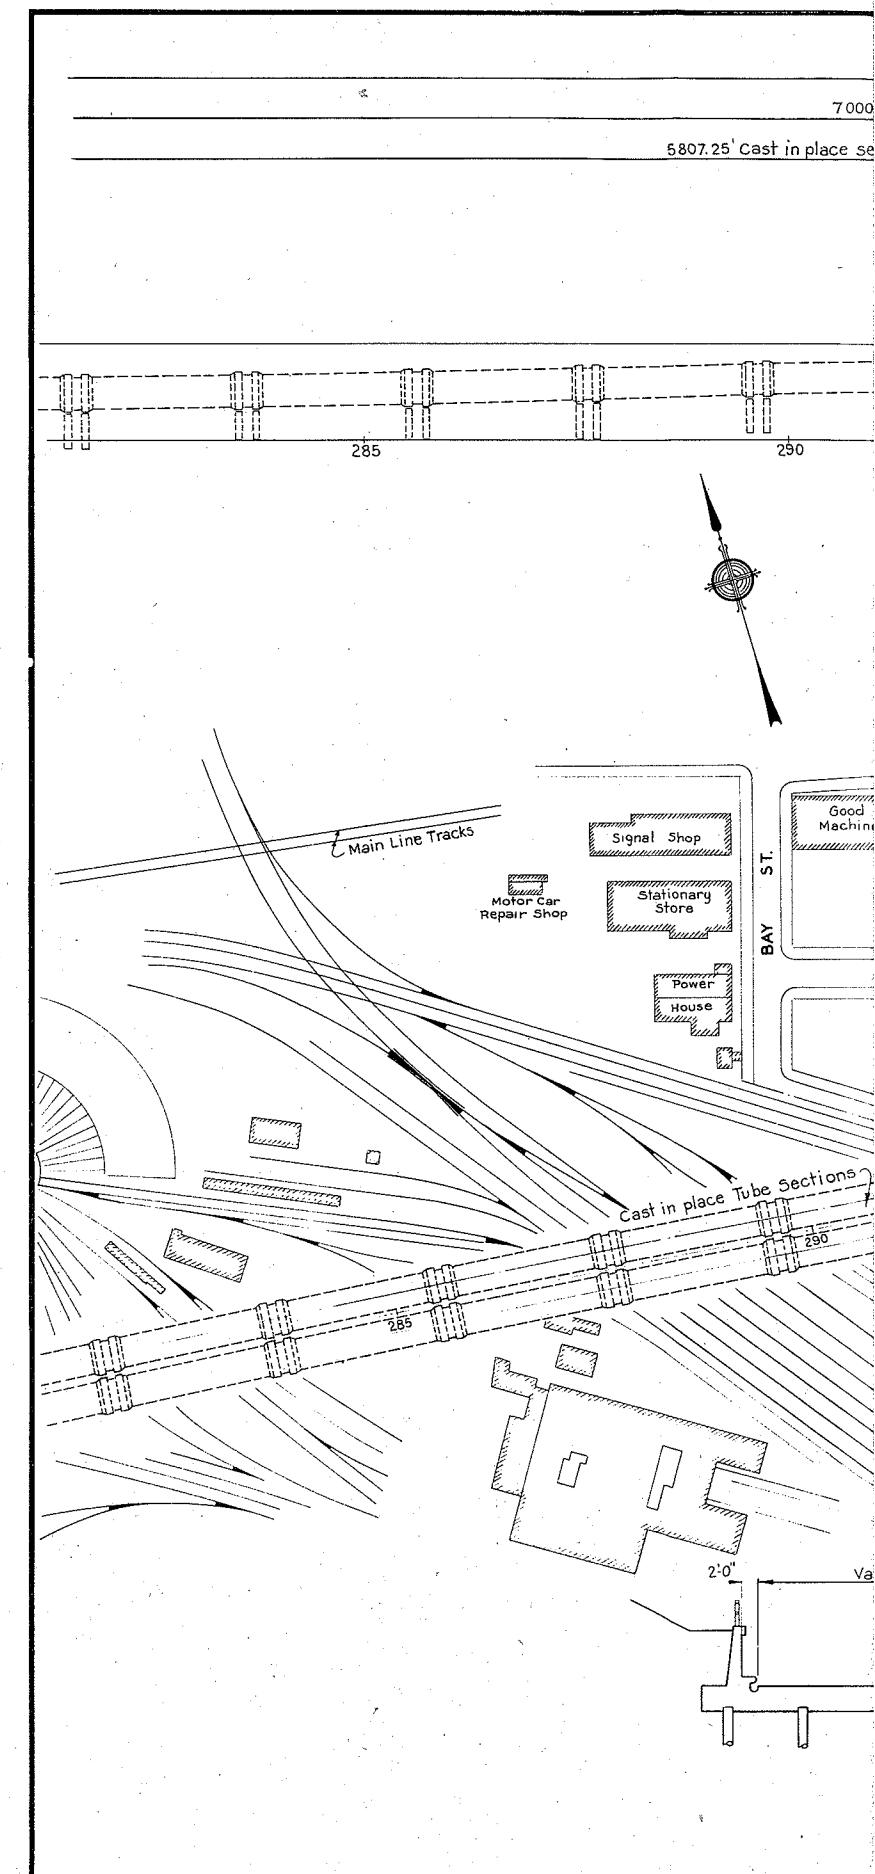 7000
5807.25' Cast in place se
285
290
Good
Machine
Signal Shop
Main Line Tracks
BAY ST.
Motor Car
Repair Shop
Stationary
Store
Power
House
Cast in place Tube Sections
290
285
2'0"
Va